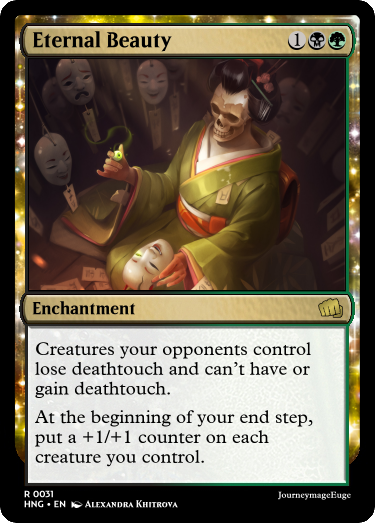 Eternal Beauty 1
Enchantment
Creatures your opponents control
lose deathtouch and can't have or
gain deathtouch.
At the beginning of your end step,
put a +1/+1 counter on each
creature you control.
R 0031
HNG • EN Alexandra Khitrova
JourneymageEuge